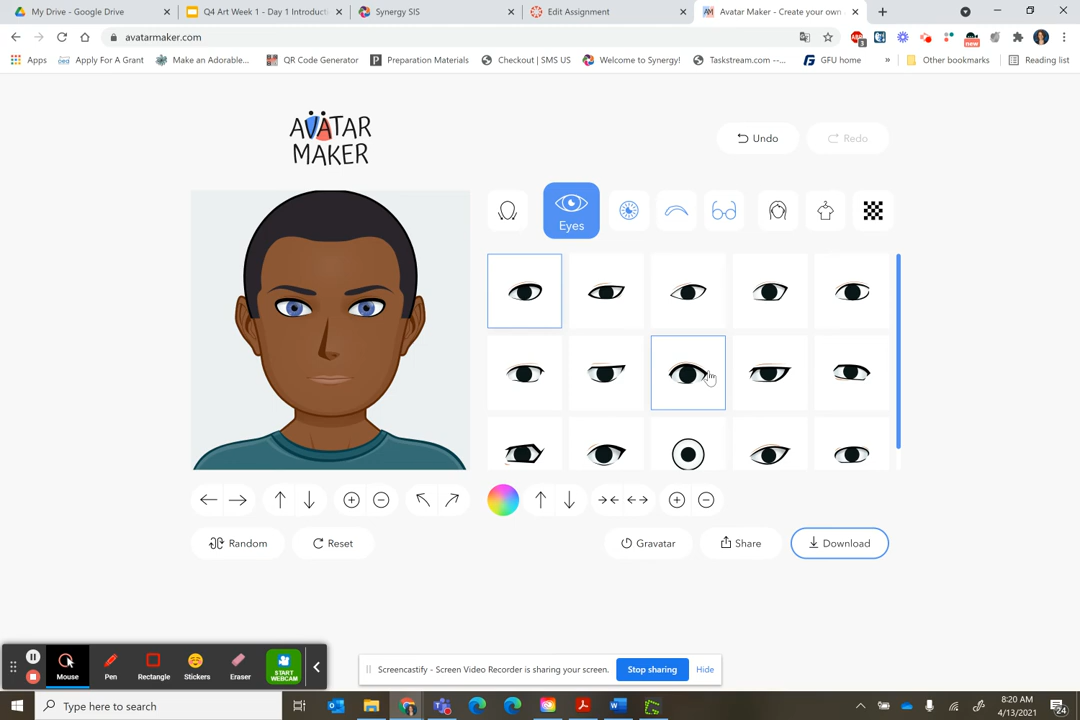 My Drive - Google Drive
Q4 Art Week 1 - Day 1 Introducti
Synergy SIS
Edit Assignment
Avatar Maker - Create your own
avatarmaker.com
3
new
Apps
Apply For A Grant
Make an Adorable...
QR Code Generator
Preparation Materials
Checkout | SMS US
Welcome to Synergy!
Taskstream.com --...
GFU home
»
Other bookmarks
Reading list
AVATAR
MAKER
Undo
Redo
Eyes
Random
Reset
Gravatar
Share
Download
Mouse
Pen
Rectangle
Stickers
Eraser
START
WEBCAM
Screencastify - Screen Video Recorder is sharing your screen.
Stop sharing
Hide
Type here to search
8:20 AM
4/13/2021
24